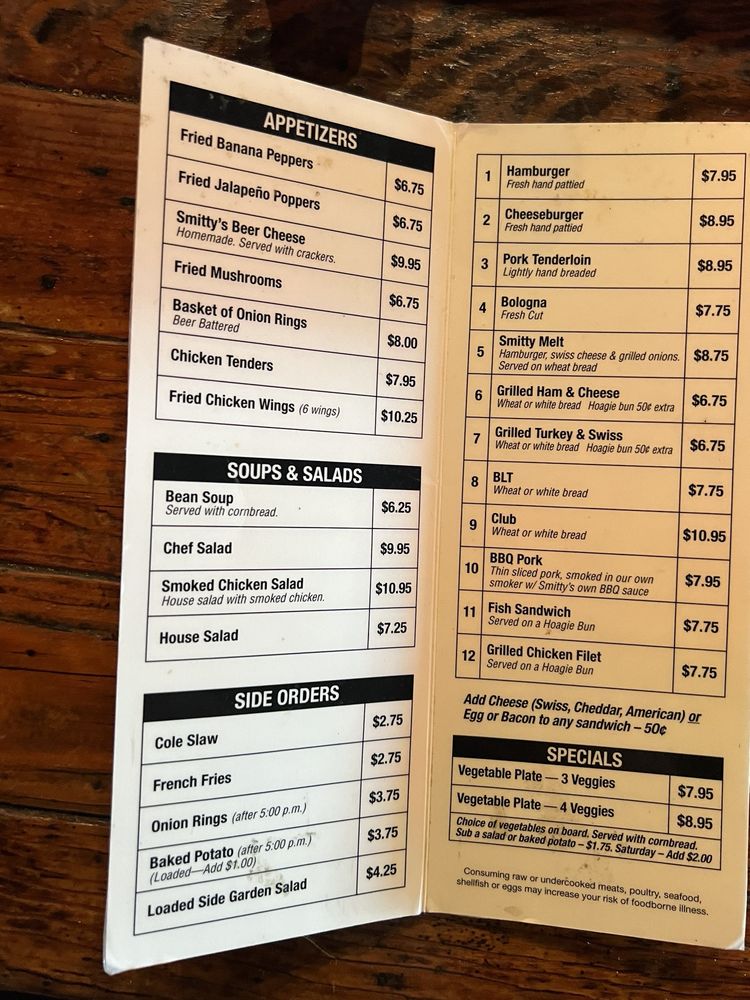 APPETIZERS
Fried Banana Peppers $6.75
Fried Jalapeño Poppers $6.75
Smitty's Beer Cheese $9.95
Homemade. Served with crackers.
Fried Mushrooms $6.75
Basket of Onion Rings $8.00
Beer Battered
Chicken Tenders $7.95
Fried Chicken Wings (6 wings) $10.25
SOUPS & SALADS
Bean Soup $6.25
Served with cornbread.
Chef Salad $9.95
Smoked Chicken Salad $10.95
House salad with smoked chicken.
House Salad $7.25
SIDE ORDERS
Cole Slaw $2.75
French Fries $2.75
Onion Rings (after 5:00 p.m.) $3.75
Baked Potato (after 5:00 p.m.) $3.75
(Loaded—Add $1.00)
Loaded Side Garden Salad $4.25
1 Hamburger $7.95
Fresh hand pattied
2 Cheeseburger $8.95
Fresh hand pattied
3 Pork Tenderloin $8.95
Lightly hand breaded
4 Bologna $7.75
Fresh Cut
5 Smitty Melt $8.75
Hamburger, swiss cheese & grilled onions.
Served on wheat bread
6 Grilled Ham & Cheese $6.75
Wheat or white bread Hoagie bun 50¢ extra
7 Grilled Turkey & Swiss $6.75
Wheat or white bread Hoagie bun 50¢ extra
8 BLT $7.75
Wheat or white bread
9 Club $10.95
Wheat or white bread
10 BBQ Pork $7.95
Thin sliced pork, smoked in our own
smoker w/ Smitty's own BBQ sauce
11 Fish Sandwich $7.75
Served on a Hoagie Bun
12 Grilled Chicken Filet $7.75
Served on a Hoagie Bun
Add Cheese (Swiss, Cheddar, American) or
Egg or Bacon to any sandwich – 50¢
SPECIALS
Vegetable Plate — 3 Veggies $7.95
Vegetable Plate — 4 Veggies $8.95
Choice of vegetables on board. Served with cornbread.
Sub a salad or baked potato – $1.75. Saturday – Add $2.00
Consuming raw or undercooked meats, poultry, seafood,
shellfish or eggs may increase your risk of foodborne illness.